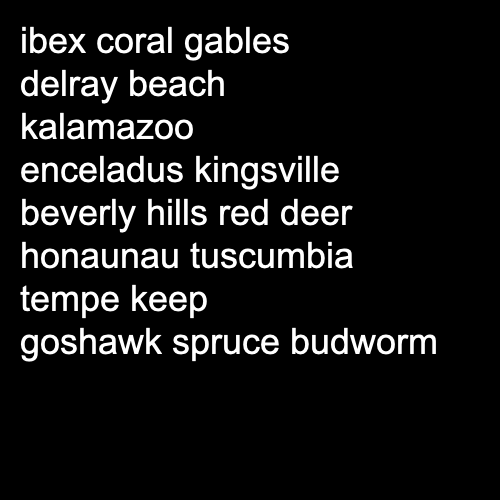 ibex coral gables
delray beach
kalamazoo
enceladus kingsville
beverly hills red deer
honaunau tuscumbia
tempe keep
goshawk spruce budworm